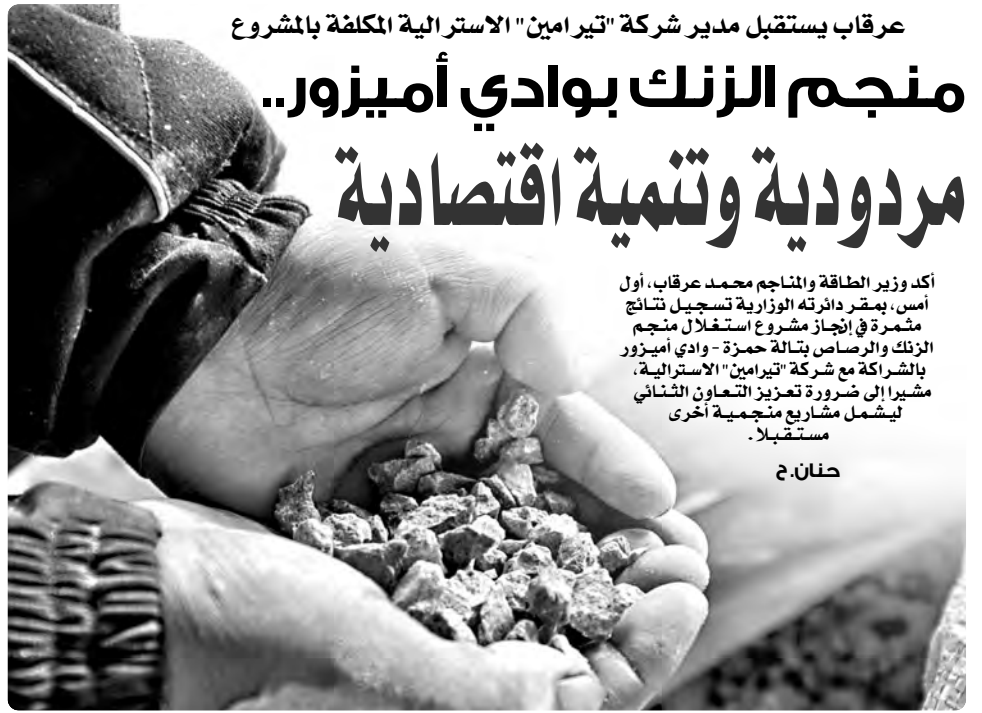 عرقاب يستقبل مدير شركة "تيرامين" الاسترالية المكلفة بالمشروع
منجم الزنك بوادي أميزور..
مردودية وتنمية اقتصادية
أكد وزير الطاقة والمناجم محمد عرقاب، أول
أمس، بمقر دائرته الوزارية تسجيل نتائج
مثمرة في إنجاز مشروع استغلال منجم
الزنك والرصاص بتالة حمزة - وادي أميزور
بالشراكة مع شركة "تيرامين" الاسترالية،
مشيرا إلى ضرورة تعزيز التعاون الثنائي
ليشمل مشاريع منجمية أخرى
مستقبلا.
حنان.ح